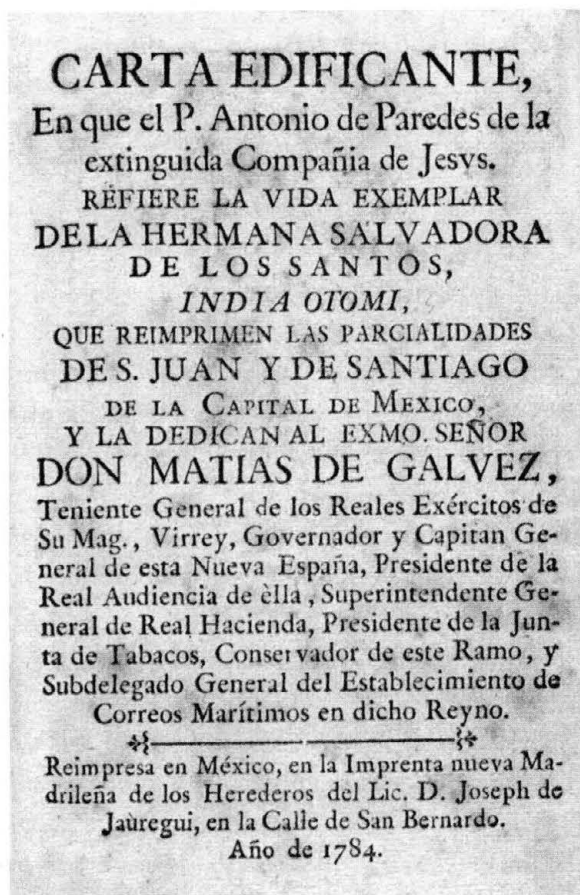 CARTA EDIFICANTE,
En que el P. Antonio de Paredes de la
extinguida Compañia de Jesvs.
REFIERE LA VIDA EXEMPLAR
DE LA HERMANA SALVADORA
DE LOS SANTOS,
INDIA OTOMI,
QUE REIMPRIMEN LAS PARCIALIDADES
DE S. JUAN Y DE SANTIAGO
DE LA CAPITAL DE MEXICO,
Y LA DEDICAN AL EXMO. SEÑOR
DON MATIAS DE GALVEZ,
Teniente General de los Reales Exércitos de
Su Mag., Virrey, Governador y Capitan Ge-
neral de esta Nueva España, Presidente de la
Real Audiencia de èlla, Superintendente Ge-
neral de Real Hacienda, Presidente de la Jun-
ta de Tabacos, Conservador de este Ramo, y
Subdelegado General del Establecimiento de
Correos Marítimos en dicho Reyno.
Reimpresa en México, en la Imprenta nueva Ma-
drileña de los Herederos del Lic. D. Joseph de
Jaùregui, en la Calle de San Bernardo.
Año de 1784.